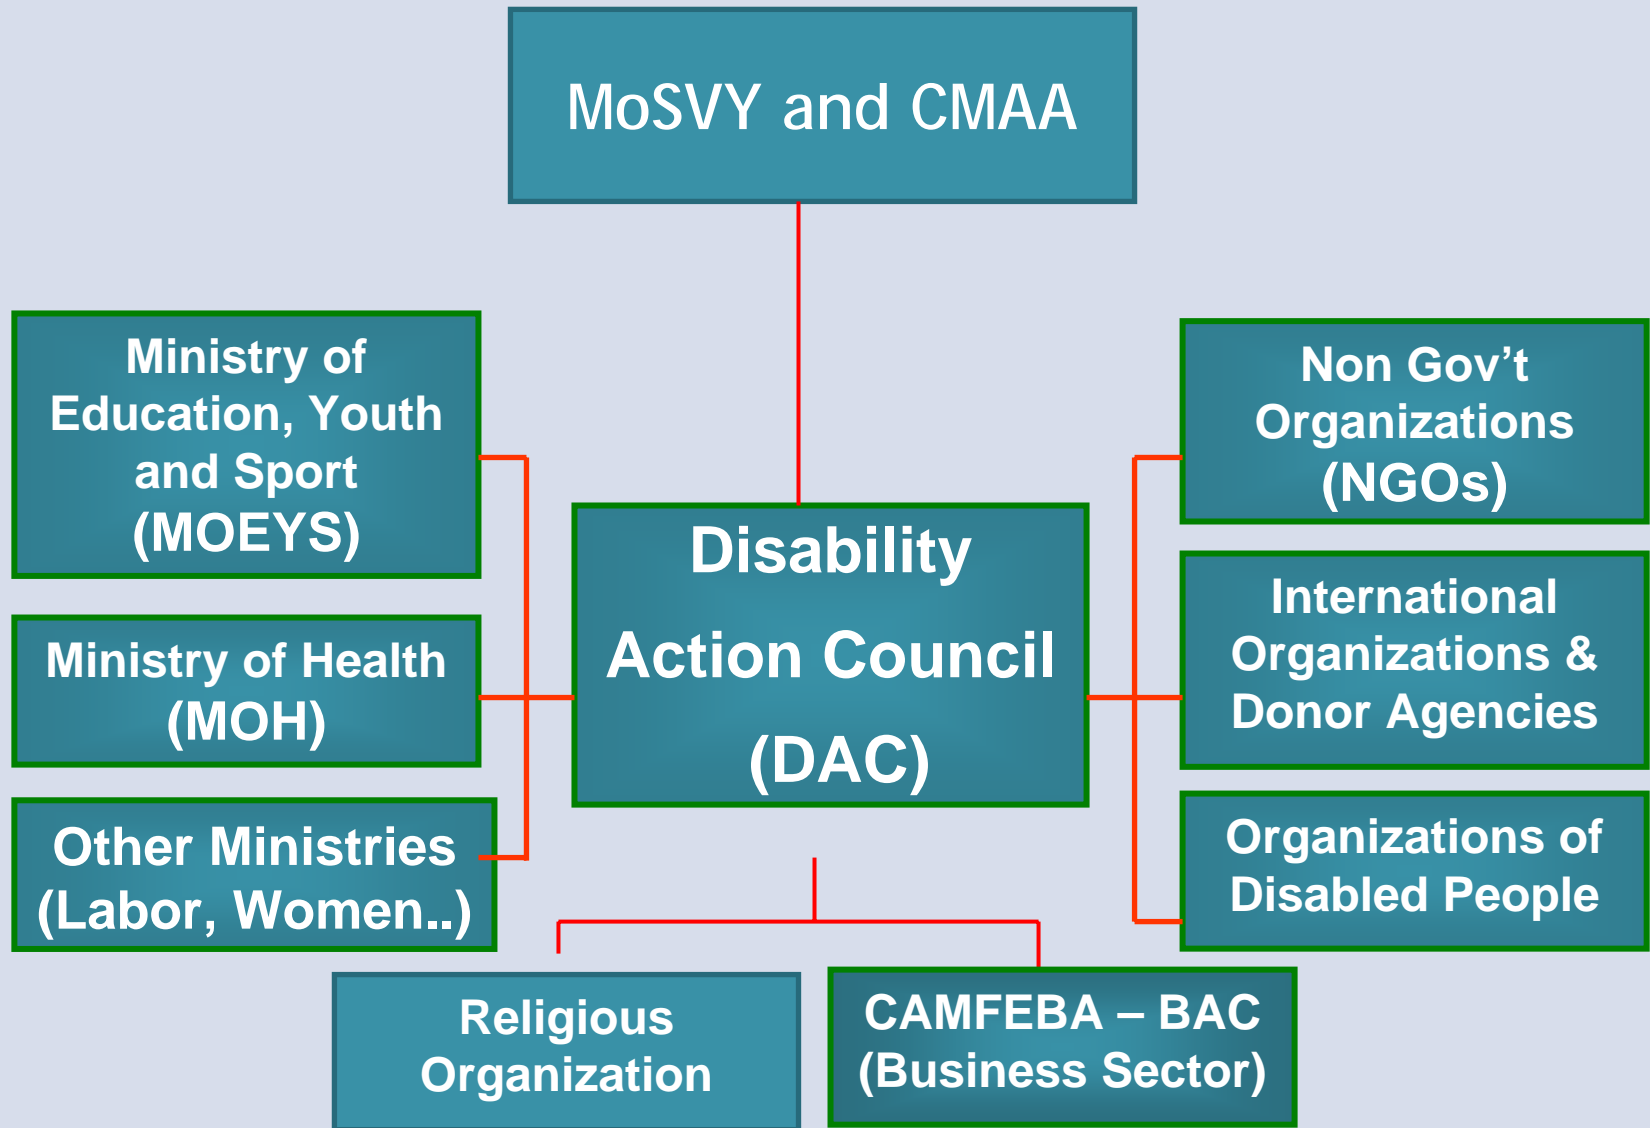 MoSVY and CMAA
Ministry of
Education, Youth
and Sport
(MOEYS)
Ministry of Health
(MOH)
Other Ministries
(Labor, Women..)
Disability
Action Council
(DAC)
Non Gov’t
Organizations
(NGOs)
International
Organizations &
Donor Agencies
Organizations of
Disabled People
Religious
Organization
CAMFEBA – BAC
(Business Sector)